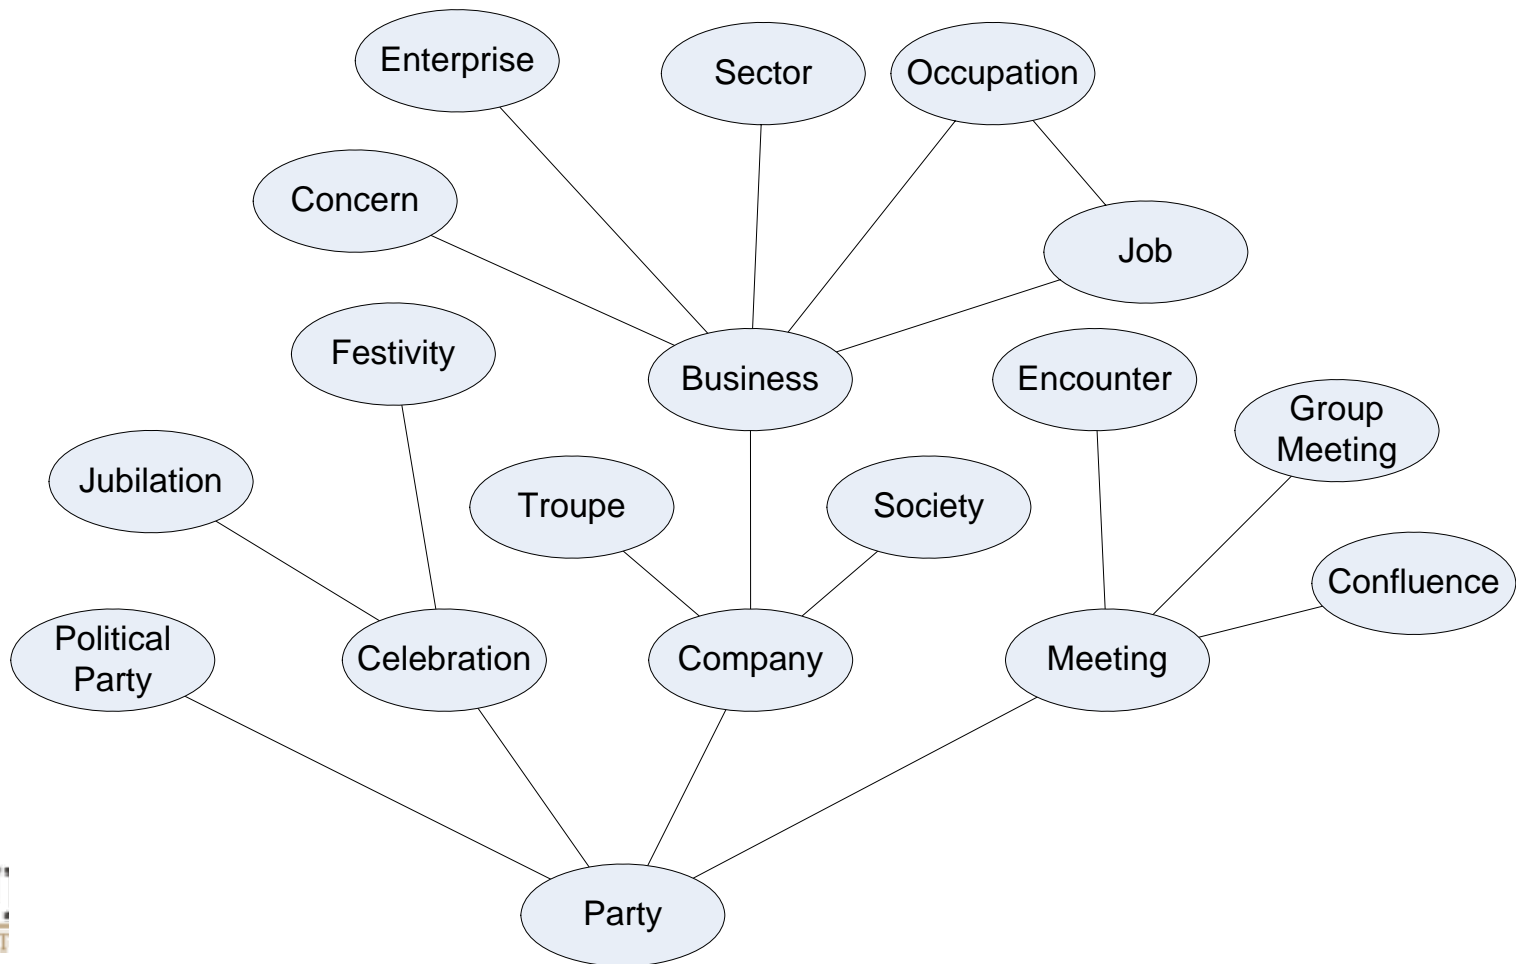 Enterprise
Sector
Occupation
Concern
Job
Festivity
Business
Encounter
Group
Meeting
Jubilation
Troupe
Society
Confluence
Political
Party
Celebration
Company
Meeting
Party